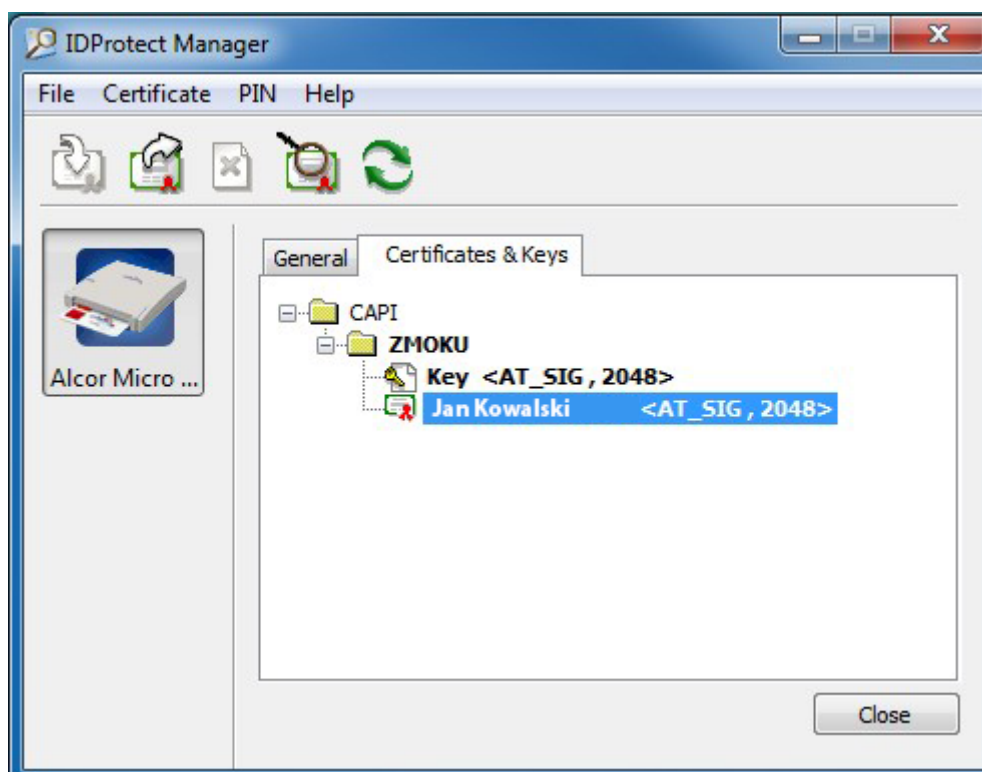 IDProtect Manager
File Certificate PIN Help
General Certificates & Keys
CAPI
ZMOKU
Key <AT_SIG , 2048>
Jan Kowalski <AT_SIG , 2048>
Alcor Micro ...
Close